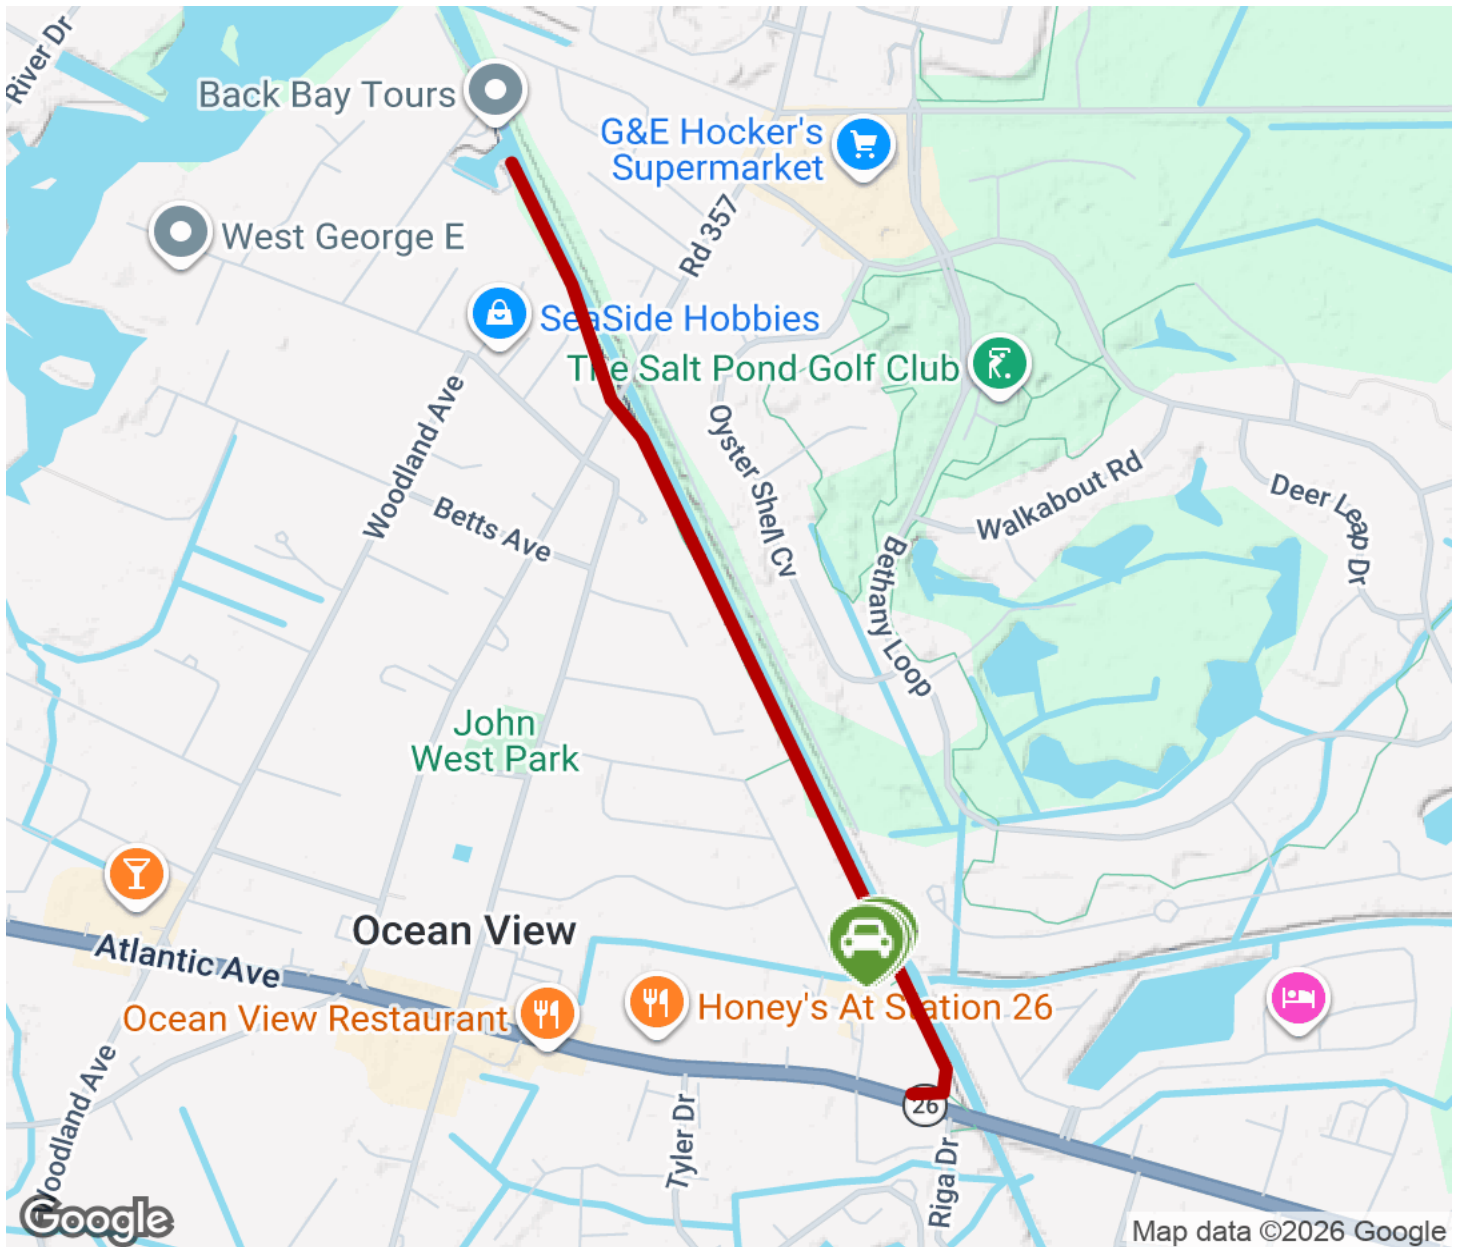 River Dr
Back Bay Tours
G&E Hocker's
Supermarket
West George E
Rd 357
SeaSide Hobbies
The Salt Pond Golf Club
Woodland Ave
Oyster Shell Cv
Betts Ave
Walkabout Rd
Deer Leap Dr
Bethany Loop
John
West Park
Ocean View
Atlantic Ave
Ocean View Restaurant
Honey's At Station 26
26
Woodland Ave
Tyler Dr
Riga Dr
Google
Map data ©2026 Google